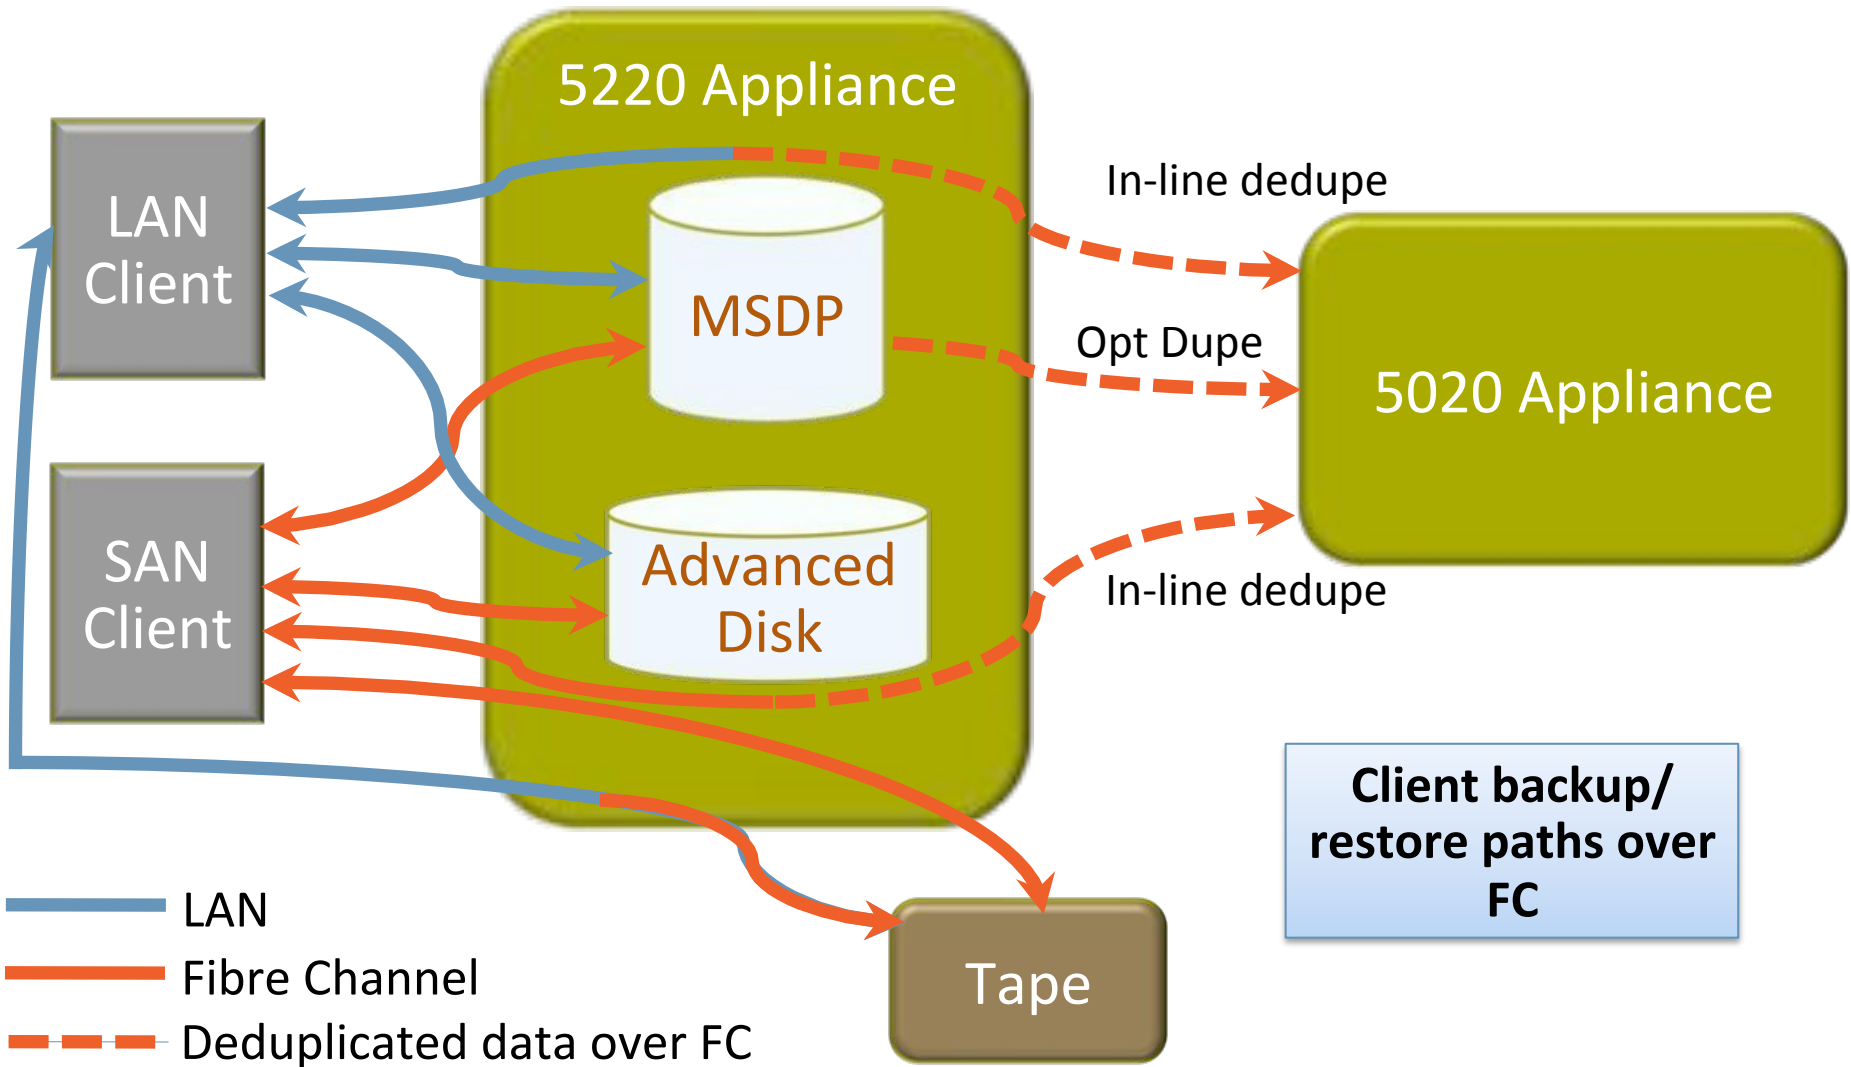 5220 Appliance
LAN
Client
In-line dedupe
MSDP
Opt Dupe
5020 Appliance
SAN
Client
Advanced
Disk
In-line dedupe
Client backup/
restore paths over
FC
LAN
Fibre Channel
Deduplicated data over FC
Tape